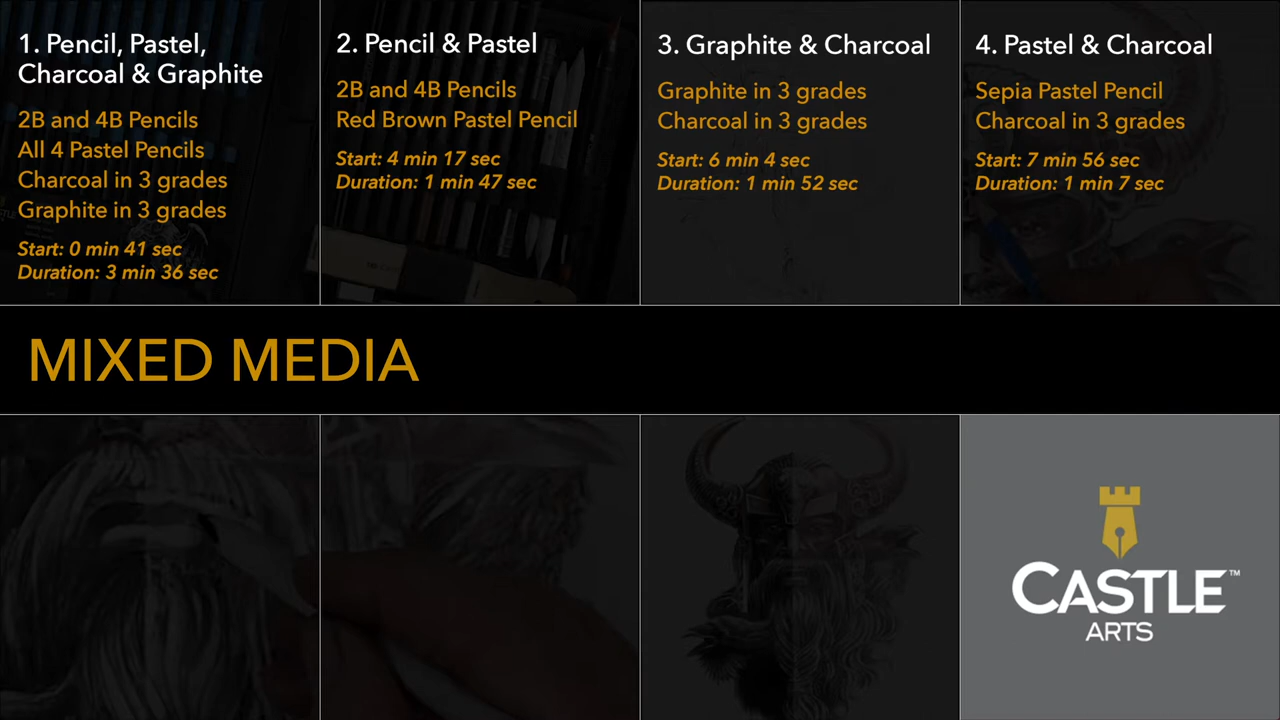 1. Pencil, Pastel,
Charcoal & Graphite
2B and 4B Pencils
All 4 Pastel Pencils
Charcoal in 3 grades
Graphite in 3 grades
Start: 0 min 41 sec
Duration: 3 min 36 sec
2. Pencil & Pastel
2B and 4B Pencils
Red Brown Pastel Pencil
Start: 4 min 17 sec
Duration: 1 min 47 sec
3. Graphite & Charcoal
Graphite in 3 grades
Charcoal in 3 grades
Start: 6 min 4 sec
Duration: 1 min 52 sec
4. Pastel & Charcoal
Sepia Pastel Pencil
Charcoal in 3 grades
Start: 7 min 56 sec
Duration: 1 min 7 sec
MIXED MEDIA
CASTLE™
ARTS